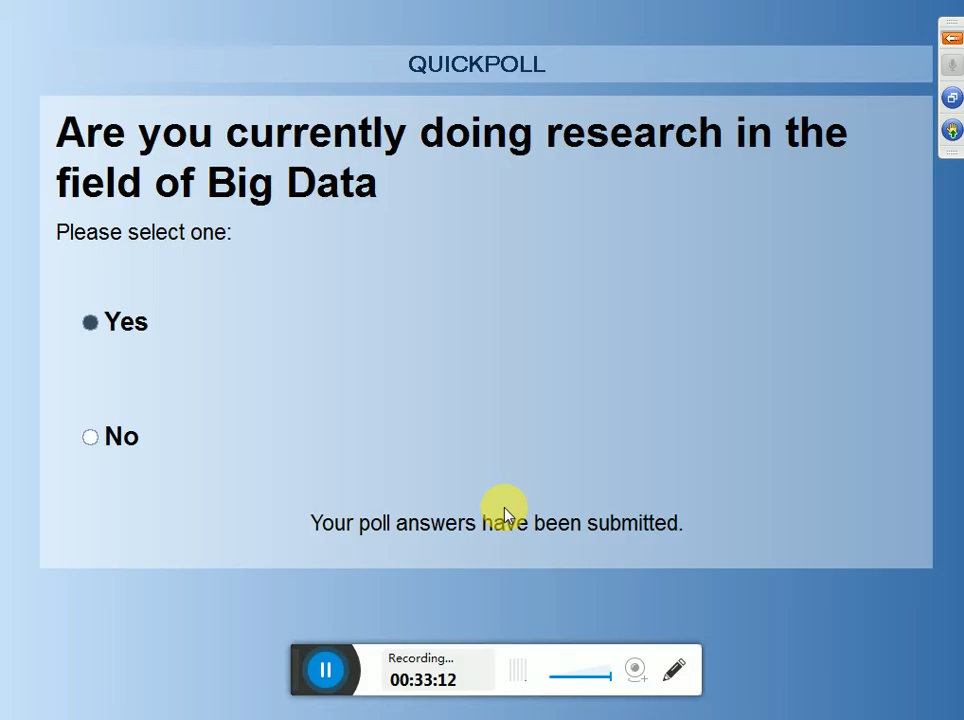 QUICKPOLL
Are you currently doing research in the
field of Big Data
Please select one:
Yes
No
Your poll answers have been submitted.
Recording...
00:33:12